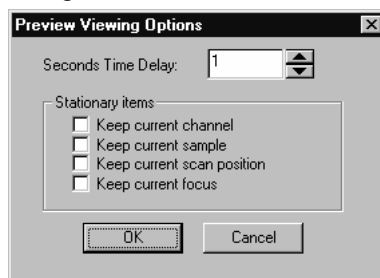 Preview Viewing Options
Seconds Time Delay: 1
Stationary items
Keep current channel
Keep current sample
Keep current scan position
Keep current focus
OK Cancel